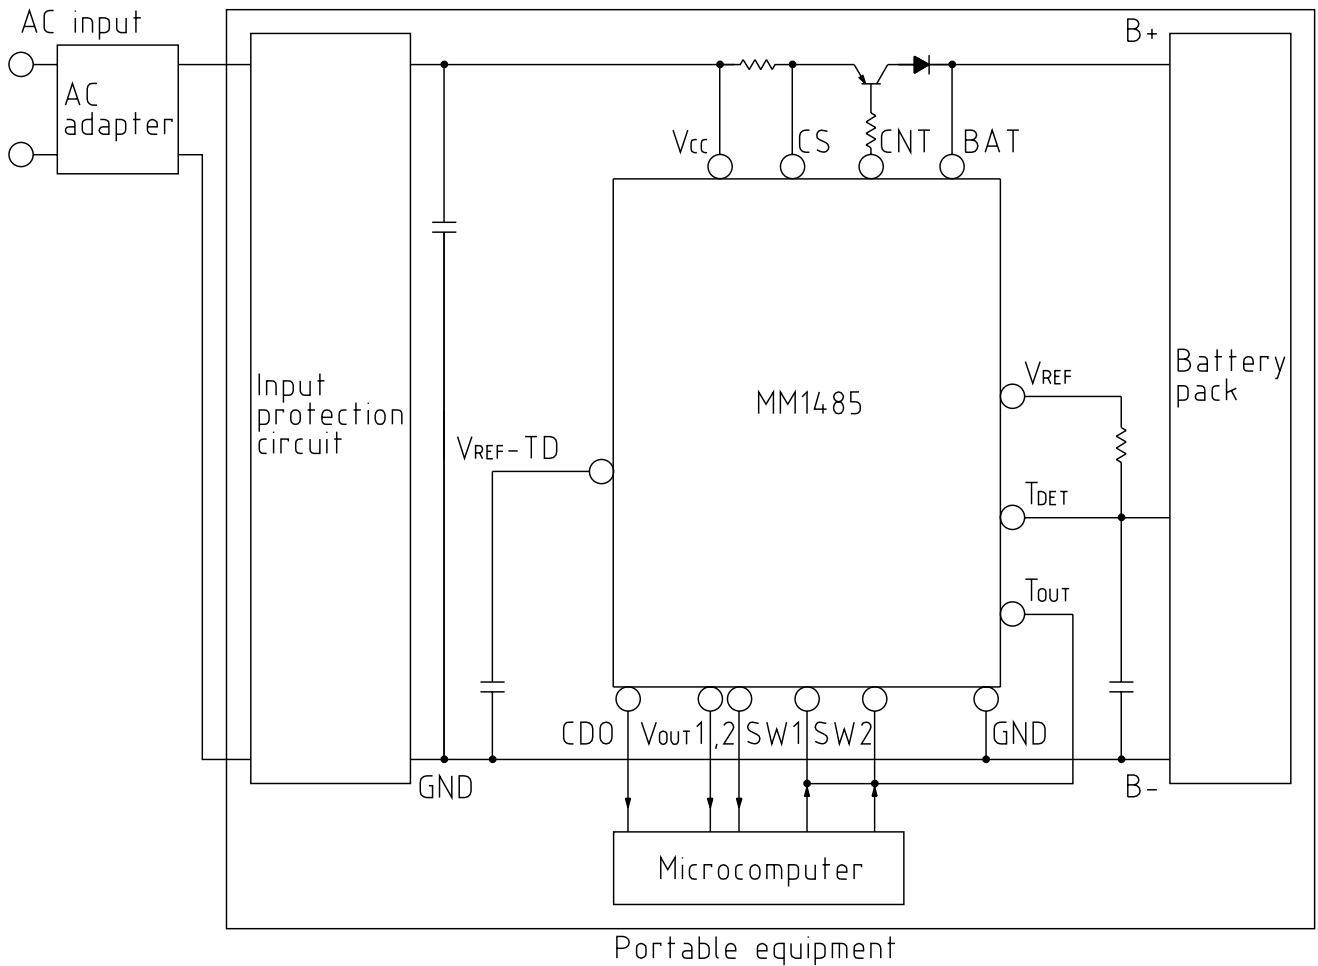 AC input
B+
AC
adapter
Vcc
CS
CNT
BAT
Input
protection
circuit
MM1485
VREF
Battery
pack
VREF-TD
TDET
TOUT
CDO
VOUT1,2
SW1
SW2
GND
GND
B-
Microcomputer
Portable equipment